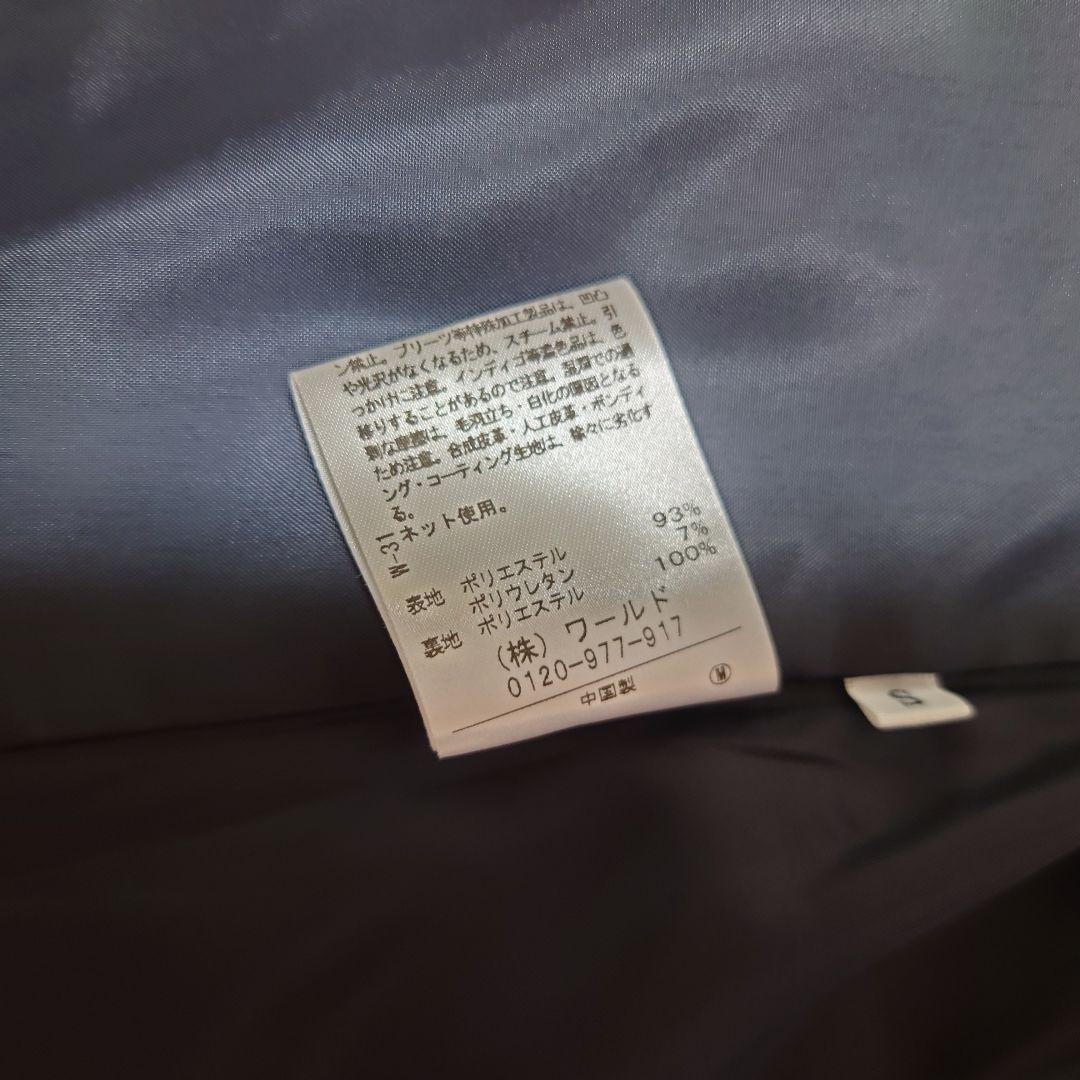 ン禁止。プリーツ等特殊加工製品は、凹凸
や光沢がなくなるため、スチーム禁止。引
っかけに注意。インディゴ等濃色品は、色
移りすることがあるので注意。湿潤での過
剰な摩擦は、毛羽立ち・白化の原因となる
ため注意。合成皮革・人工皮革・ボンディ
ング・コーティング生地は、徐々に劣化す
る。
W-31 ネット使用。
表地 ポリエステル 93%
ポリウレタン 7%
裏地 ポリエステル 100%
(株) ワールド
0120-977-917
中国製 M
S